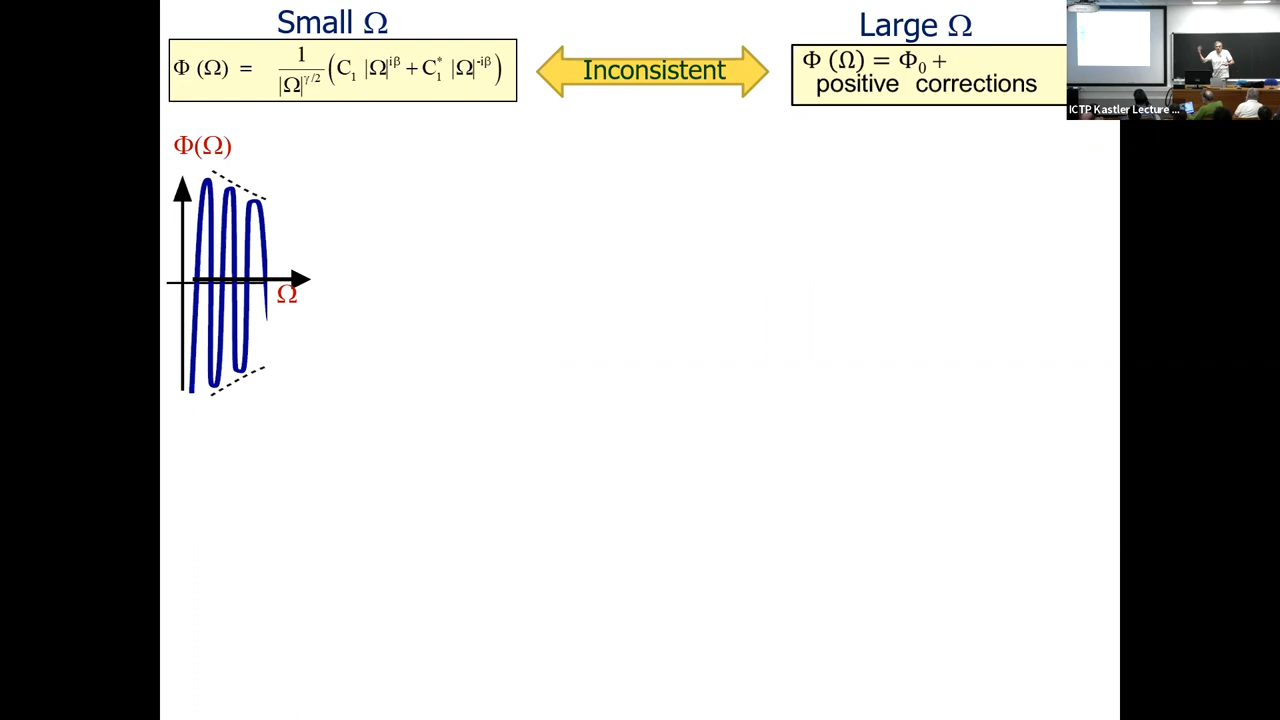 Small Ω
Φ (Ω) = 1/|Ω|^γ/2 (C₁ |Ω|^iβ + C₁* |Ω|^-iβ)
Inconsistent
Large Ω
Φ (Ω) = Φ₀ +
positive corrections
ICTP Kastler Lecture ...
Φ(Ω)
Ω